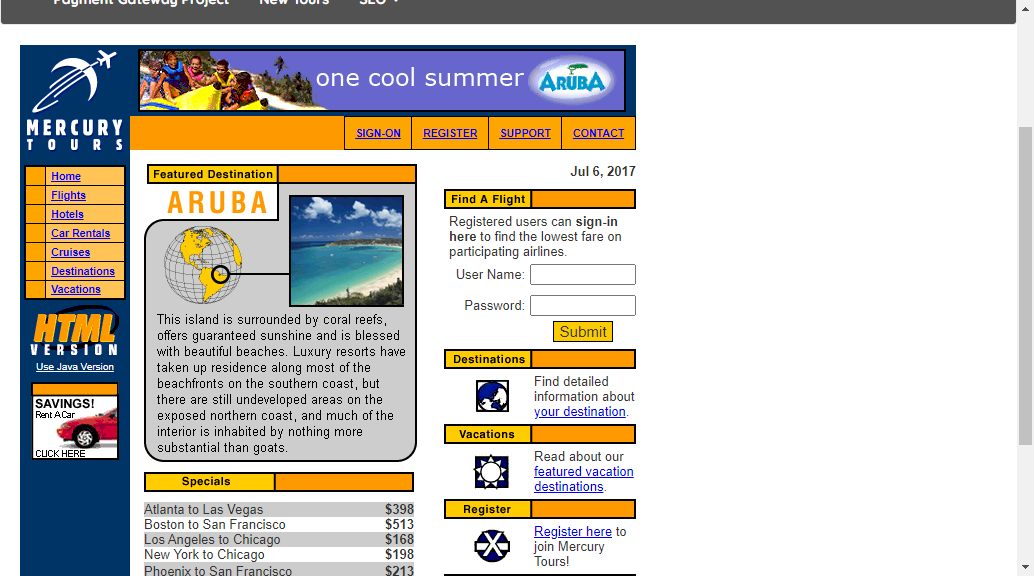 Payment Gateway Project New Tours SEO
one cool summer ARUBA
MERCURY
TOURS
SIGN-ON REGISTER SUPPORT CONTACT
Home
Flights
Hotels
Car Rentals
Cruises
Destinations
Vacations
HTML
VERSION
Use Java Version
SAVINGS!
Rent A Car
CLICK HERE
Featured Destination
ARUBA
This island is surrounded by coral reefs,
offers guaranteed sunshine and is blessed
with beautiful beaches. Luxury resorts have
taken up residence along most of the
beachfronts on the southern coast, but
there are still undeveloped areas on the
exposed northern coast, and much of the
interior is inhabited by nothing more
substantial than goats.
Specials
Atlanta to Las Vegas $398
Boston to San Francisco $513
Los Angeles to Chicago $168
New York to Chicago $198
Phoenix to San Francisco $213
Jul 6, 2017
Find A Flight
Registered users can sign-in
here to find the lowest fare on
participating airlines.
User Name:
Password:
Submit
Destinations
Find detailed
information about
your destination.
Vacations
Read about our
featured vacation
destinations.
Register
Register here to
join Mercury
Tours!